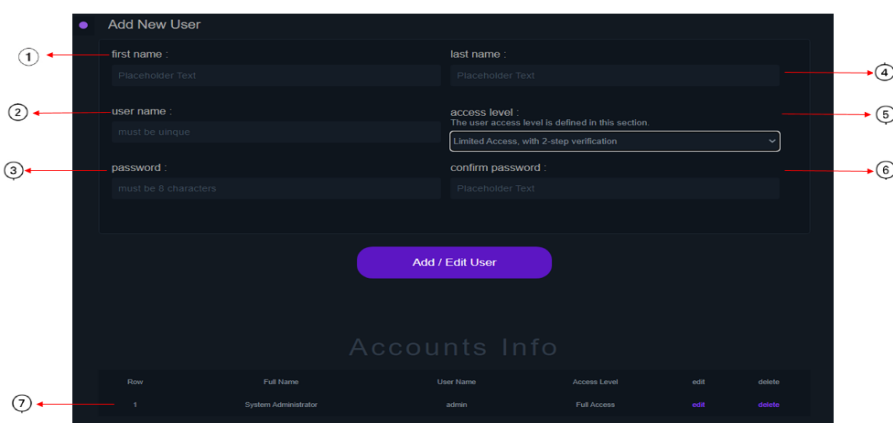 Add New User
first name :
last name :
1
Placeholder Text
Placeholder Text
4
2
user name :
access level :
5
The user access level is defined in this section.
must be uinque
Limited Access, with 2-step verification
3
password :
confirm password :
6
must be 8 characters
Placeholder Text
Add / Edit User
Accounts Info
Row Full Name User Name Access Level edit delete
7
1 System Administrator admin Full Access edit delete